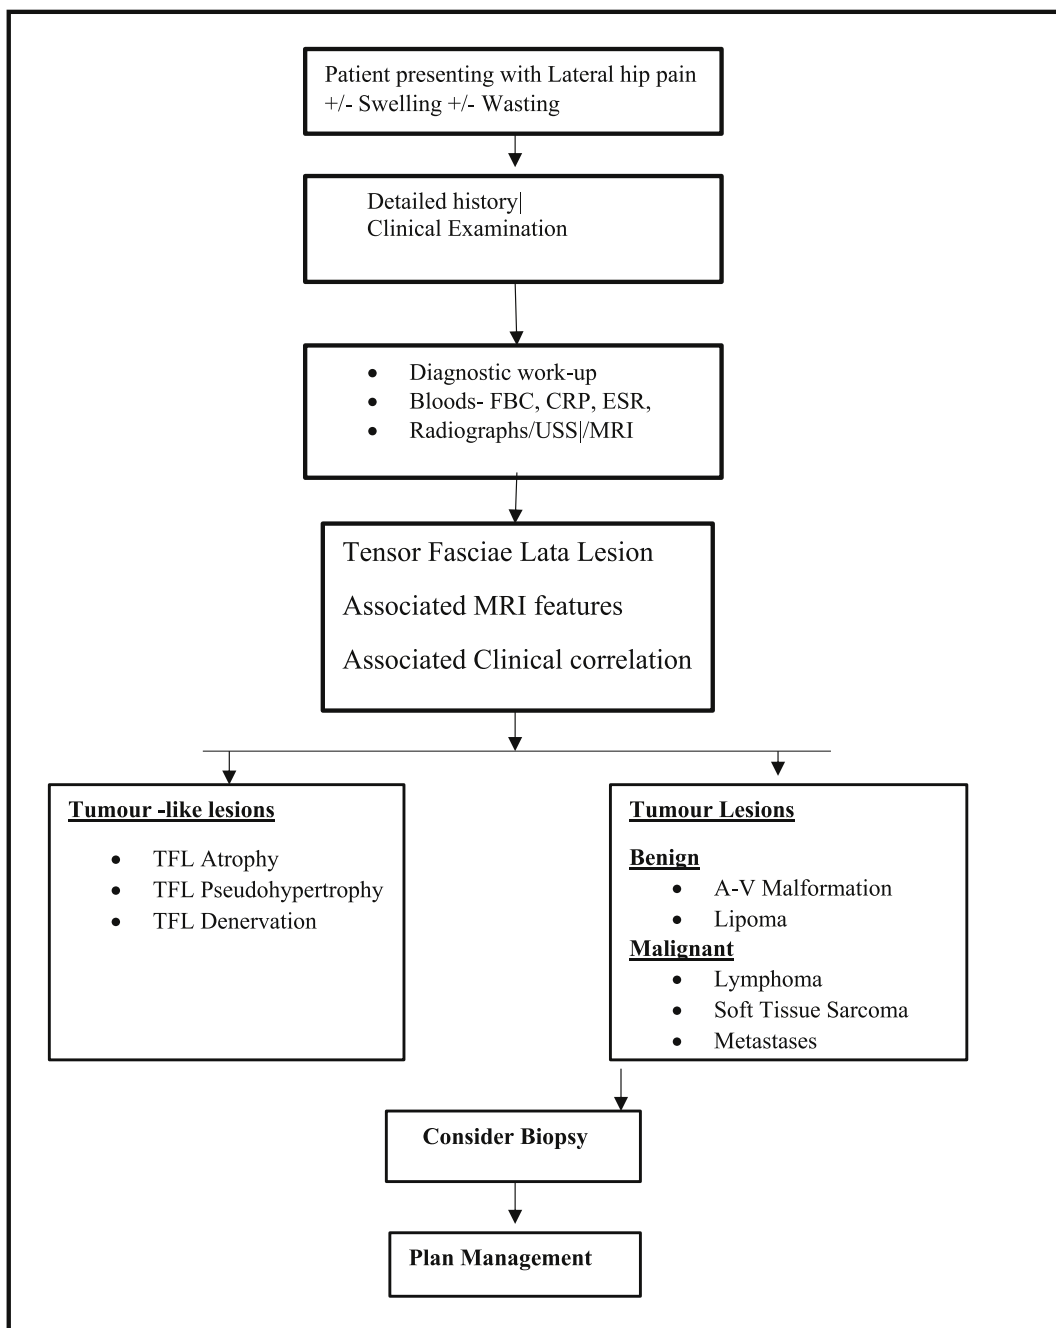 Patient presenting with Lateral hip pain
+/- Swelling +/- Wasting
Detailed history|
Clinical Examination
• Diagnostic work-up
• Bloods- FBC, CRP, ESR,
• Radiographs/USS|/MRI
Tensor Fasciae Lata Lesion
Associated MRI features
Associated Clinical correlation
Tumour -like lesions
• TFL Atrophy
• TFL Pseudohypertrophy
• TFL Denervation
Tumour Lesions
Benign
• A-V Malformation
• Lipoma
Malignant
• Lymphoma
• Soft Tissue Sarcoma
• Metastases
Consider Biopsy
Plan Management